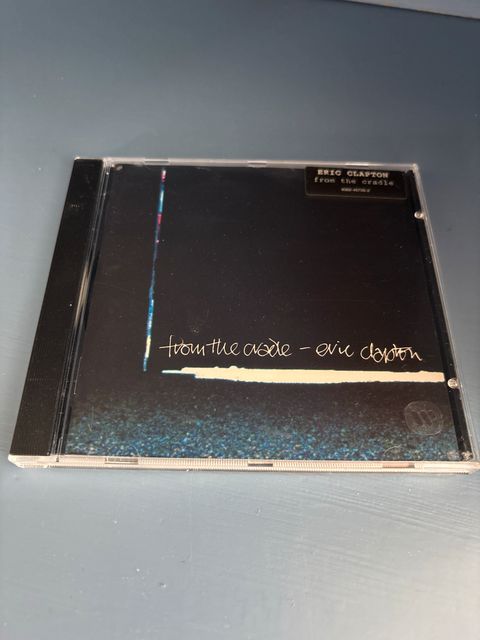 ERIC CLAPTON
from the cradle
from the cradle – eric clapton